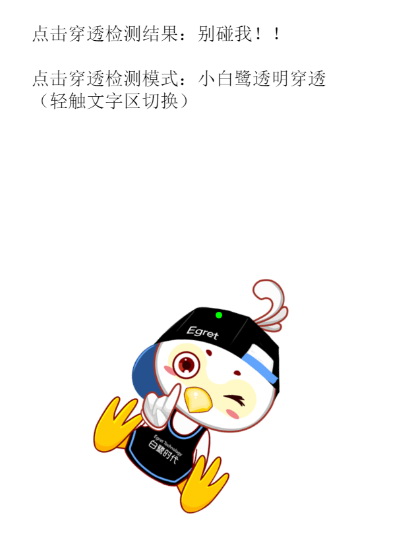 点击穿透检测结果：别碰我！！
点击穿透检测模式：小白鹭透明穿透
（轻触文字区切换）
Egret
Egret Technology
白鹭时代